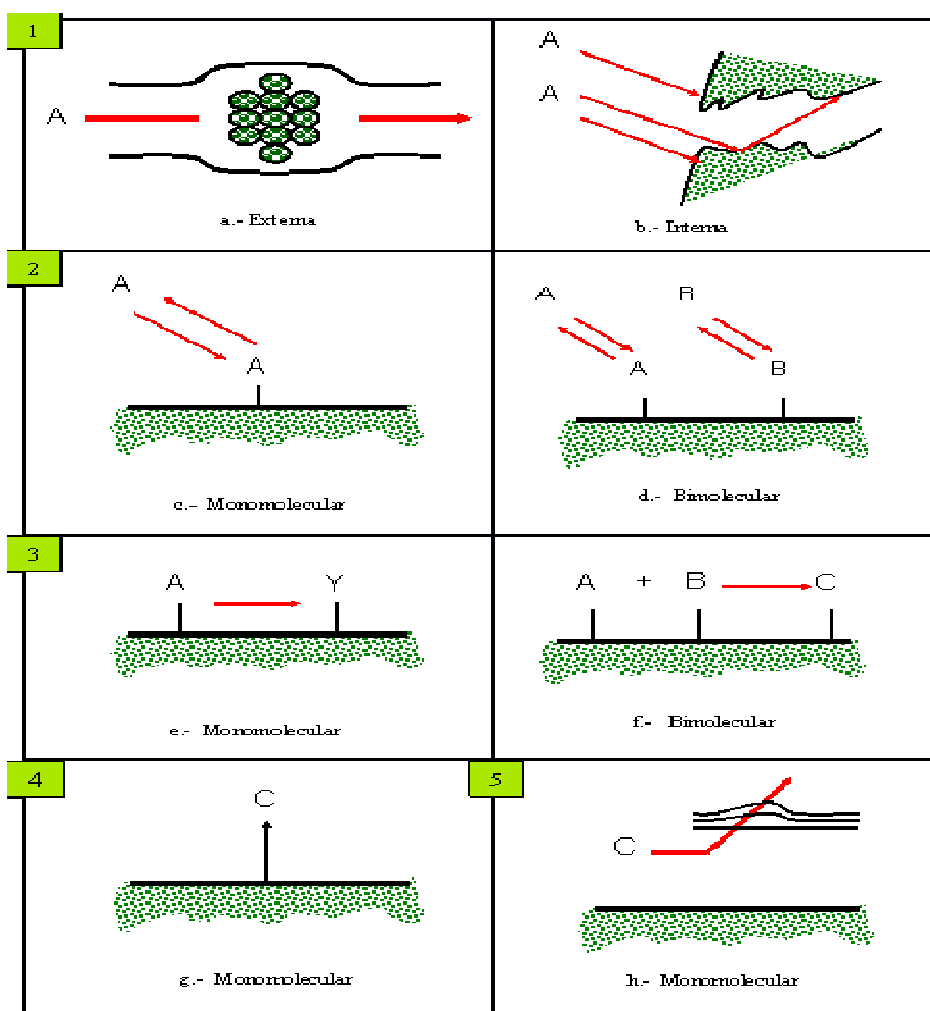 1
A
a.- Externa
A
A
b.- Interna
2
A
A
c.- Monomolecular
A R
A B
d.- Bimolecular
3
A Y
e.- Monomolecular
A + B C
f.- Bimolecular
4
C
g.- Monomolecular
5
C
h.- Monomolecular